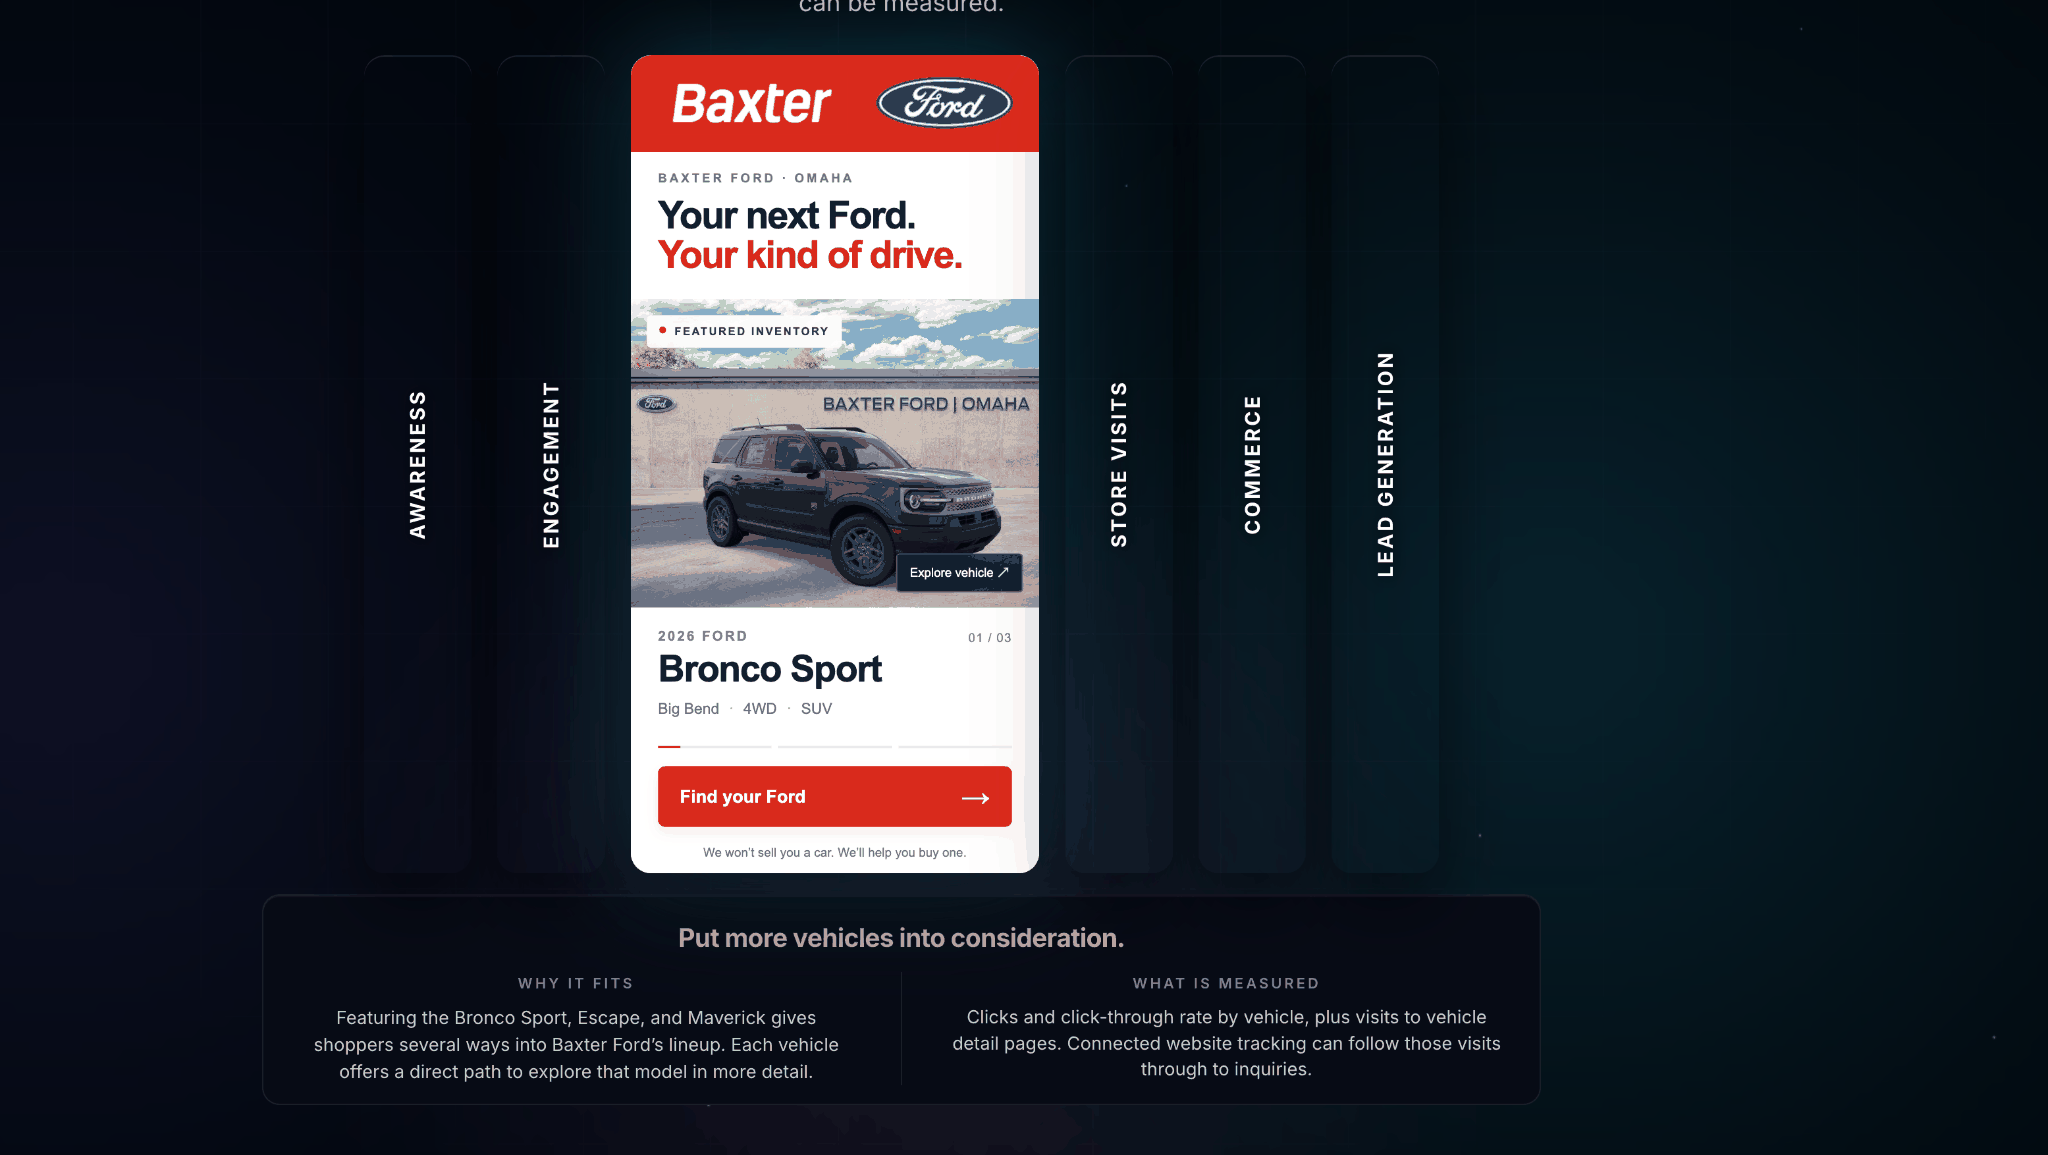 can be measured.
AWARENESS
ENGAGEMENT
Baxter Ford
BAXTER FORD · OMAHA
Your next Ford.
Your kind of drive.
FEATURED INVENTORY
Ford BAXTER FORD | OMAHA
BRONCO
Explore vehicle ↗
2026 FORD 01 / 03
Bronco Sport
Big Bend · 4WD · SUV
Find your Ford →
We won't sell you a car. We'll help you buy one.
STORE VISITS
COMMERCE
LEAD GENERATION
Put more vehicles into consideration.
WHY IT FITS
Featuring the Bronco Sport, Escape, and Maverick gives
shoppers several ways into Baxter Ford’s lineup. Each vehicle
offers a direct path to explore that model in more detail.
WHAT IS MEASURED
Clicks and click-through rate by vehicle, plus visits to vehicle
detail pages. Connected website tracking can follow those visits
through to inquiries.